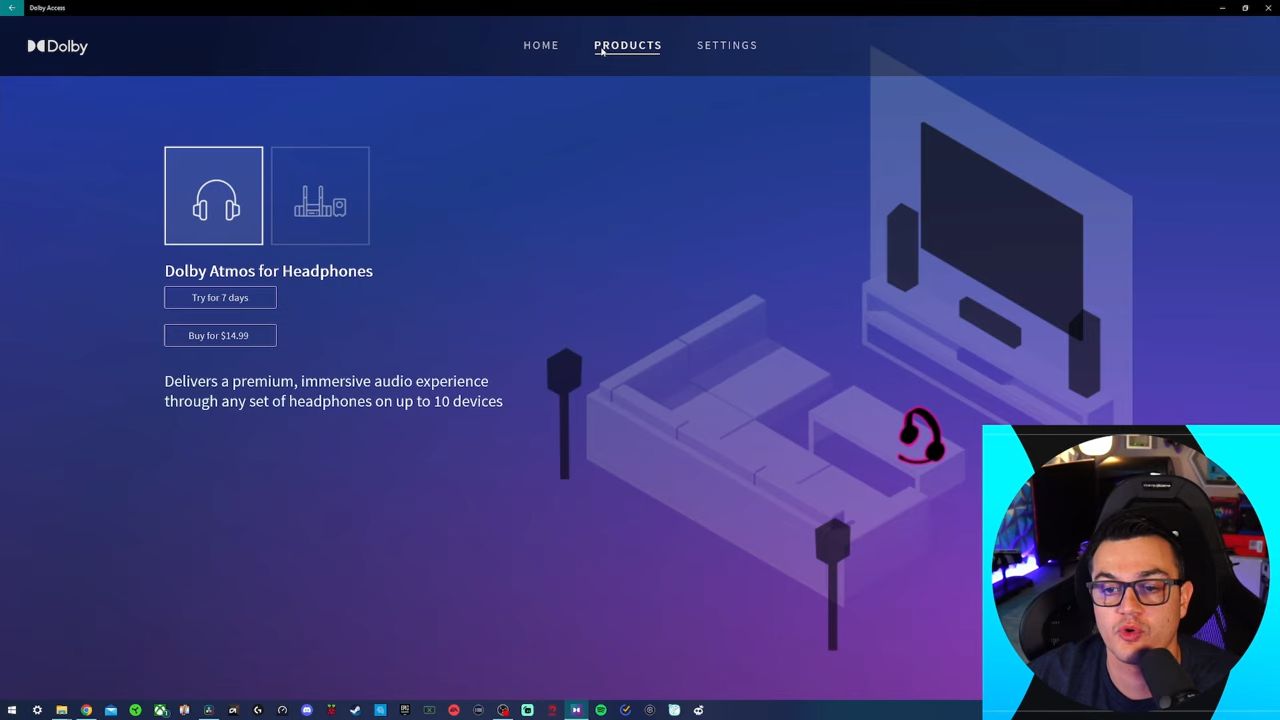 Dolby Access
Dolby
HOME
PRODUCTS
SETTINGS
Dolby Atmos for Headphones
Try for 7 days
Buy for $14.99
Delivers a premium, immersive audio experience
through any set of headphones on up to 10 devices